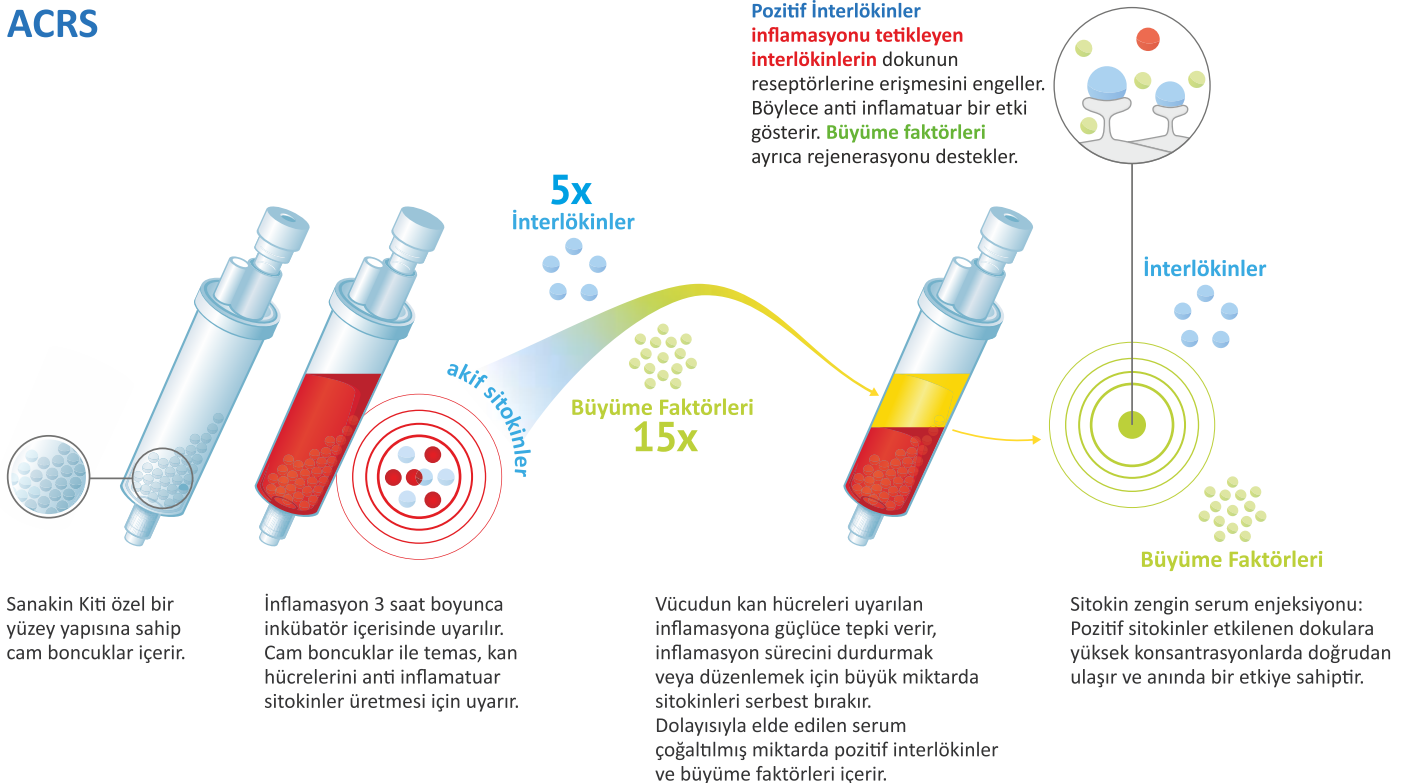 ACRS
Pozitif İnterlökinler
inflamasyonu tetikleyen
interlökinlerin dokunun
reseptörlerine erişmesini engeller.
Böylece anti inflamatuar bir etki
gösterir. Büyüme faktörleri
ayrıca rejenerasyonu destekler.
5x
İnterlökinler
akif sitokinler
Büyüme Faktörleri
15x
İnterlökinler
Büyüme Faktörleri
Sanakin Kiti özel bir
yüzey yapısına sahip
cam boncuklar içerir.
İnflamasyon 3 saat boyunca
inkübatör içerisinde uyarılır.
Cam boncuklar ile temas, kan
hücrelerini anti inflamatuar
sitokinler üretmesi için uyarır.
Vücudun kan hücreleri uyarılan
inflamasyona güçlüce tepki verir,
inflamasyon sürecini durdurmak
veya düzenlemek için büyük miktarda
sitokinleri serbest bırakır.
Dolayısıyla elde edilen serum
çoğaltılmış miktarda pozitif interlökinler
ve büyüme faktörleri içerir.
Sitokin zengin serum enjeksiyonu:
Pozitif sitokinler etkilenen dokulara
yüksek konsantrasyonlarda doğrudan
ulaşır ve anında bir etkiye sahiptir.